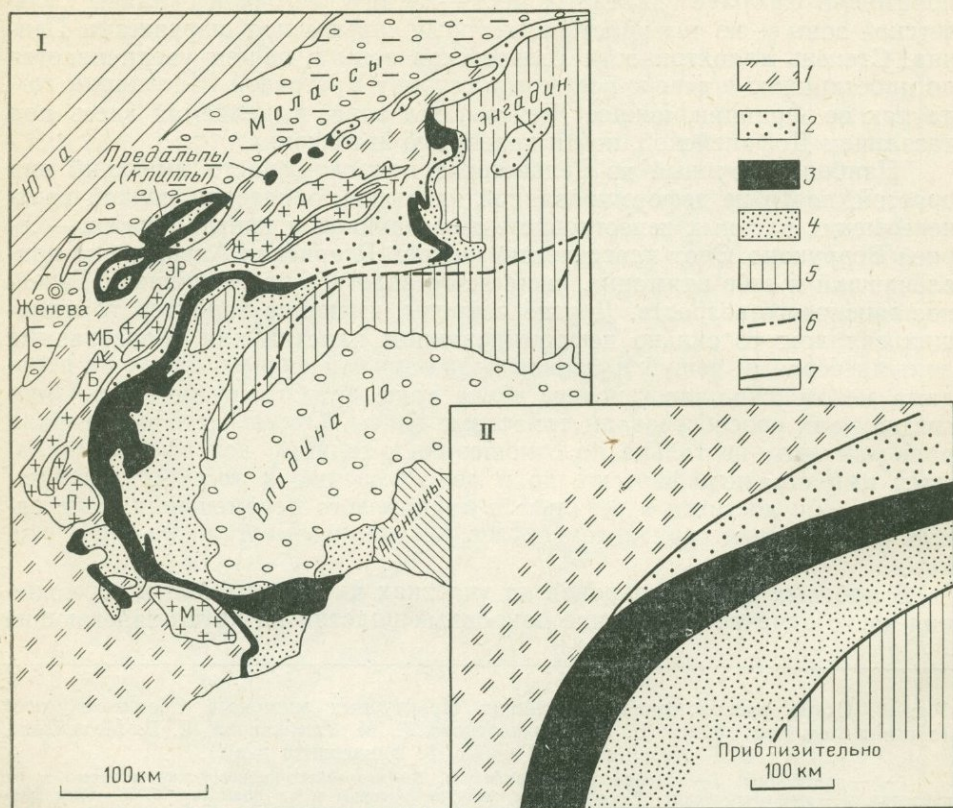 I
Юра
Молассы
Энгадин
Предальпы
(клиппы)
А
Т
Г
ЭР
Женева
МБ
Б
П
М
Впадина По
Апеннины
100 км
1
2
3
4
5
6
7
II
Приблизительно
100 км